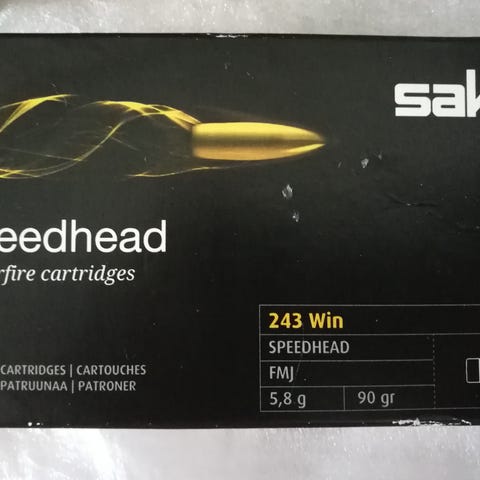 sak
eedhead
rfire cartridges
243 Win
SPEEDHEAD
FMJ
5,8 g 90 gr
CARTRIDGES | CARTOUCHES
PATRUUNAA | PATRONER